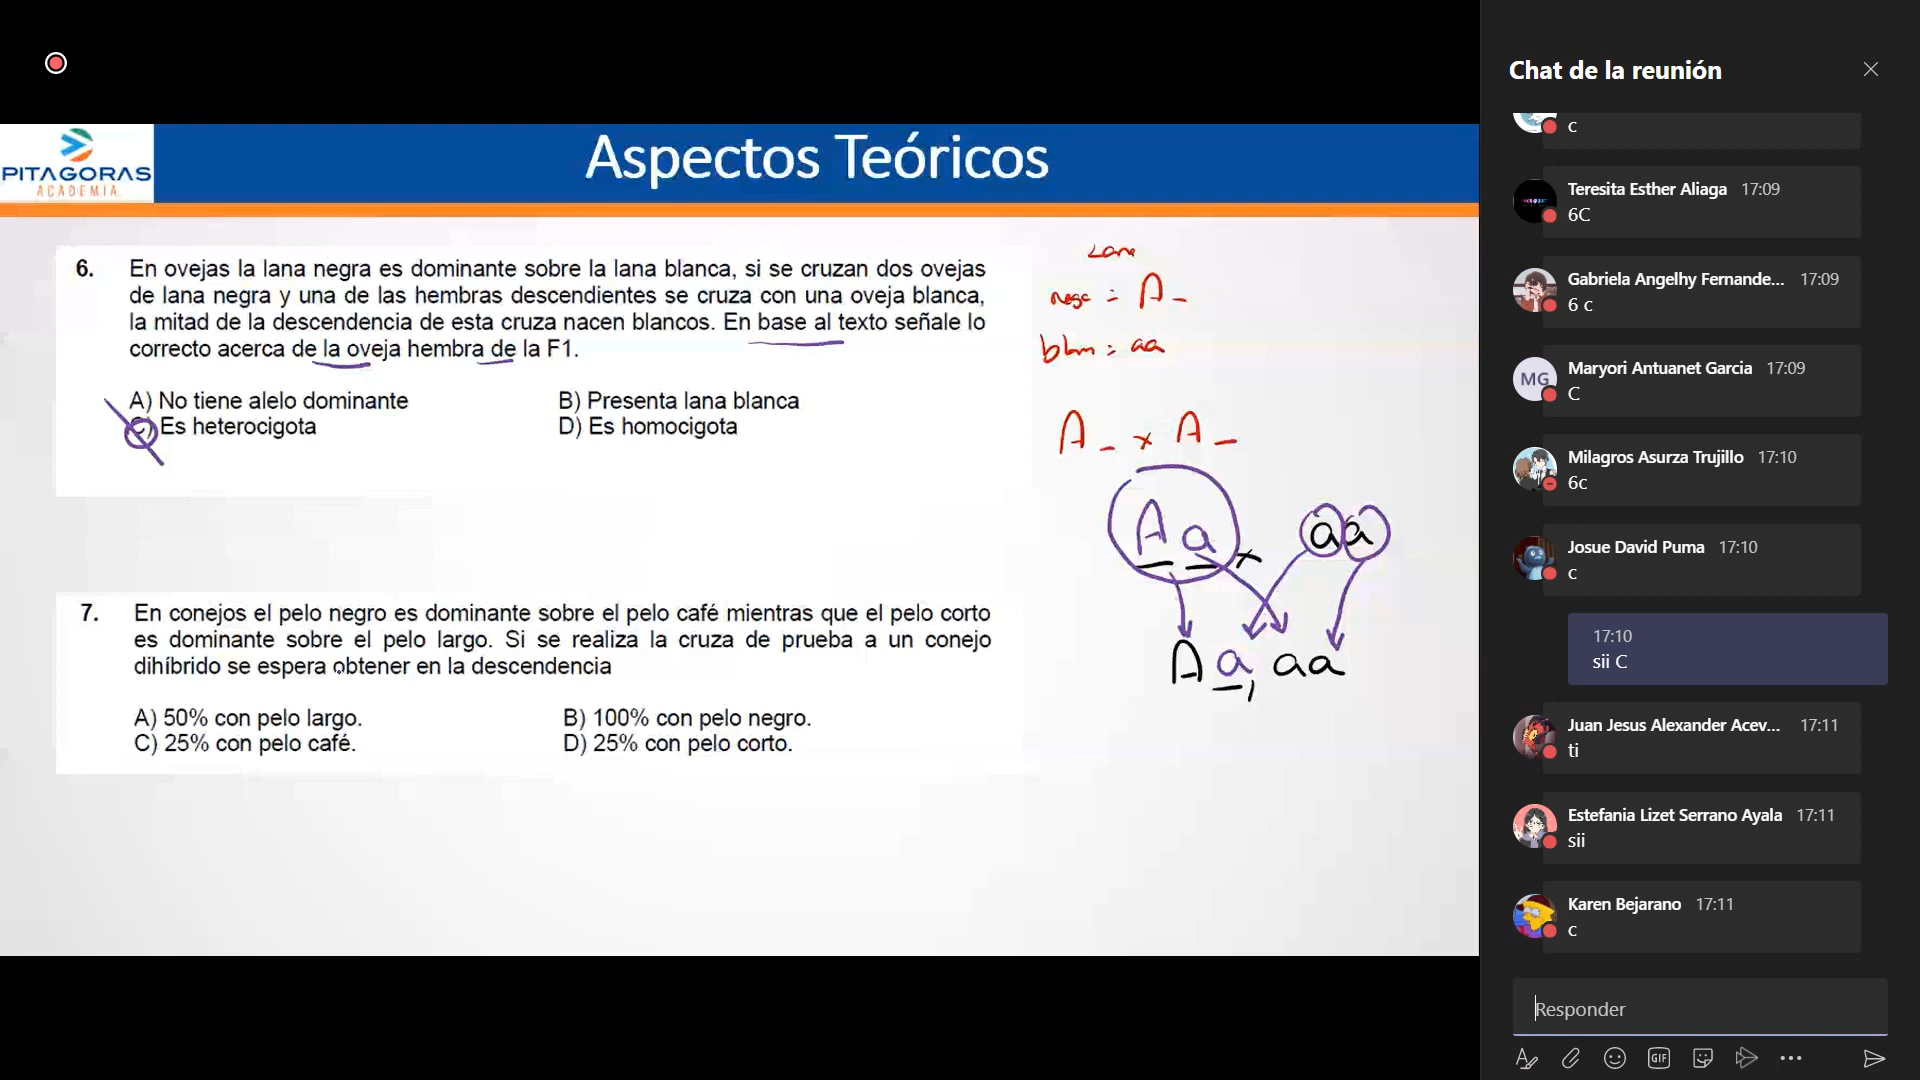 PITAGORAS
ACADEMIA
Aspectos Teóricos
6. En ovejas la lana negra es dominante sobre la lana blanca, si se cruzan dos ovejas
de lana negra y una de las hembras descendientes se cruza con una oveja blanca,
la mitad de la descendencia de esta cruza nacen blancos. En base al texto señale lo
correcto acerca de la oveja hembra de la F1.
A) No tiene alelo dominante
B) Presenta lana blanca
C) Es heterocigota
D) Es homocigota
A _
= aa
A _ x A _
Aa x aa
Aa, aa
7. En conejos el pelo negro es dominante sobre el pelo café mientras que el pelo corto
es dominante sobre el pelo largo. Si se realiza la cruza de prueba a un conejo
dihíbrido se espera obtener en la descendencia
A) 50% con pelo largo.
B) 100% con pelo negro.
C) 25% con pelo café.
D) 25% con pelo corto.
Chat de la reunión
c
Teresita Esther Aliaga 17:09
6C
Gabriela Angelhy Fernande... 17:09
6 c
MG
Maryori Antuanet Garcia 17:09
C
Milagros Asurza Trujillo 17:10
6c
Josue David Puma 17:10
c
17:10
sii C
Juan Jesus Alexander Acev... 17:11
ti
Estefania Lizet Serrano Ayala 17:11
sii
Karen Bejarano 17:11
c
Responder
GIF